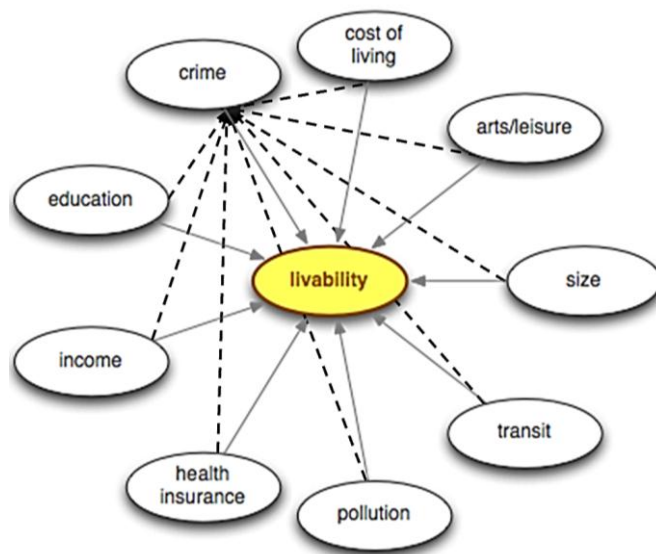 cost of
living
crime
arts/leisure
education
livability
size
income
transit
health
insurance
pollution